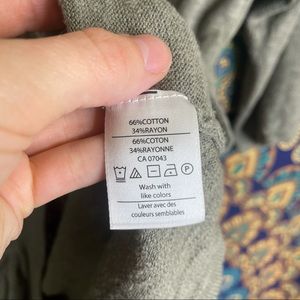 66%COTTON
34%RAYON
66%COTON
34%RAYONNE
CA 07043
P
Wash with
like colors
Laver avec des
couleurs semblables